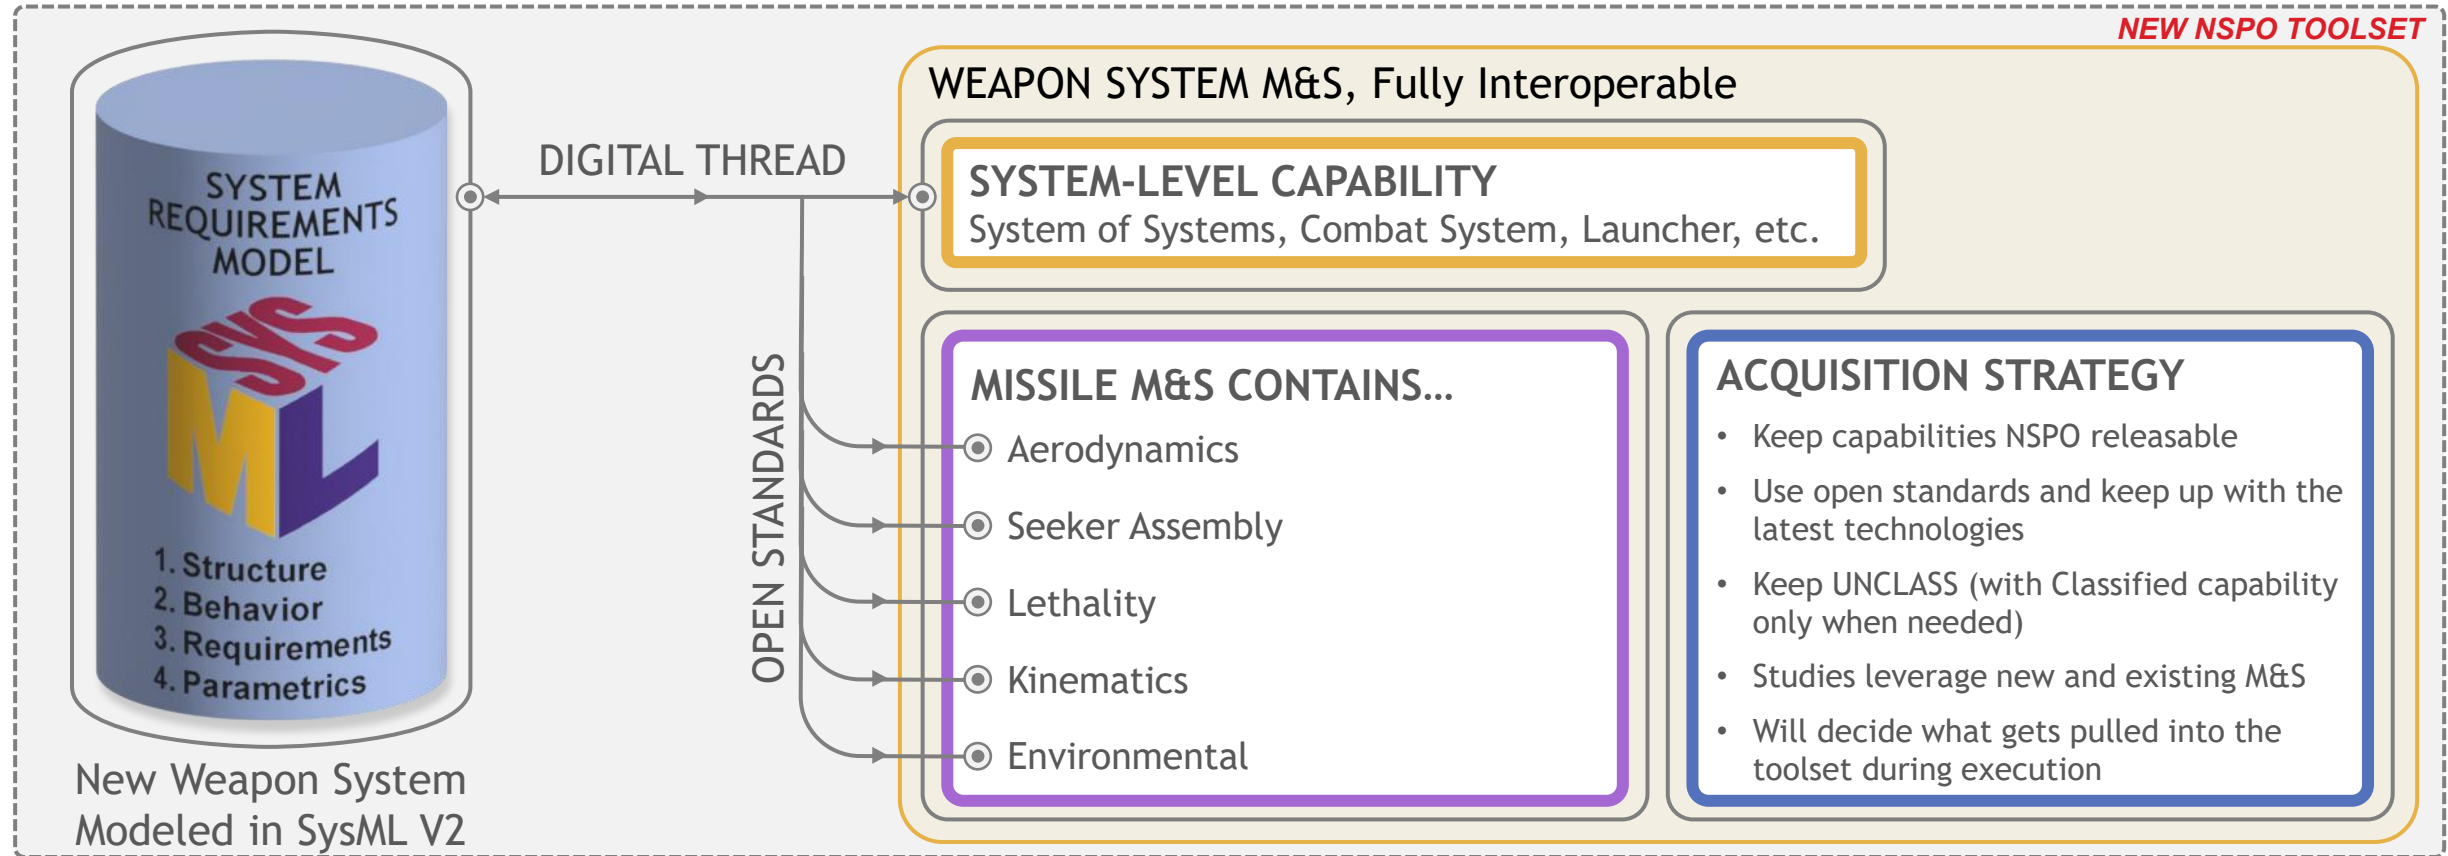 NEW NSPO TOOLSET
SYSTEM
REQUIREMENTS
MODEL
SYS
ML
1. Structure
2. Behavior
3. Requirements
4. Parametrics
New Weapon System
Modeled in SysML V2
DIGITAL THREAD
OPEN STANDARDS
WEAPON SYSTEM M&S, Fully Interoperable
SYSTEM-LEVEL CAPABILITY
System of Systems, Combat System, Launcher, etc.
MISSILE M&S CONTAINS…
Aerodynamics
Seeker Assembly
Lethality
Kinematics
Environmental
ACQUISITION STRATEGY
• Keep capabilities NSPO releasable
• Use open standards and keep up with the
latest technologies
• Keep UNCLASS (with Classified capability
only when needed)
• Studies leverage new and existing M&S
• Will decide what gets pulled into the
toolset during execution